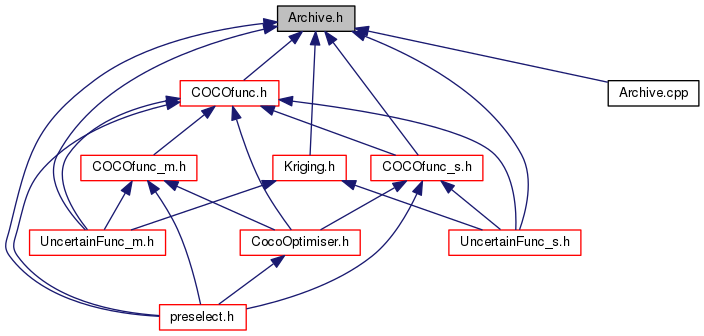 Archive.h
COCOfunc.h
Archive.cpp
COCOfunc_m.h
Kriging.h
COCOfunc_s.h
UncertainFunc_m.h
CocoOptimiser.h
UncertainFunc_s.h
preselect.h